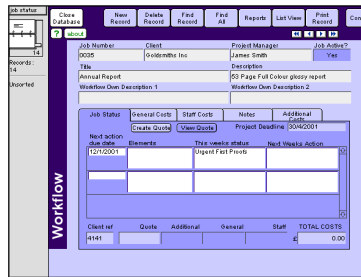 job status
Close Database
New Record
Delete Record
Find Record
Find All
Reports
List View
Print Record
Con
? about
14
Records:
14
Unsorted
Job Number Client Project Manager Job Active?
0035 Goldsmiths Inc James Smith Yes
Title Description
Annual Report 53 Page Full Colour glossy report
Workflow Own Description 1 Workflow Own Description 2
Job Status General Costs Staff Costs Notes Additional Costs
Create Quote View Quote Project Deadline 30/4/2001
Next action due date Elements This weeks status Next Weeks Action
12/1/2001 Urgent Fist Proofs
Workflow
Client ref Quote Additional General Staff TOTAL COSTS
4141 £ 0.00